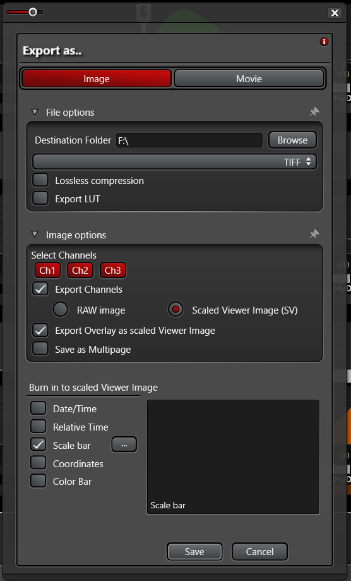 Export as..
Image Movie
File options
Destination Folder F:\ Browse
TIFF
Lossless compression
Export LUT
Image options
Select Channels
Ch1 Ch2 Ch3
Export Channels
RAW image Scaled Viewer Image (SV)
Export Overlay as scaled Viewer Image
Save as Multipage
Burn in to scaled Viewer Image
Date/Time
Relative Time
Scale bar ...
Coordinates
Color Bar
Scale bar
Save Cancel